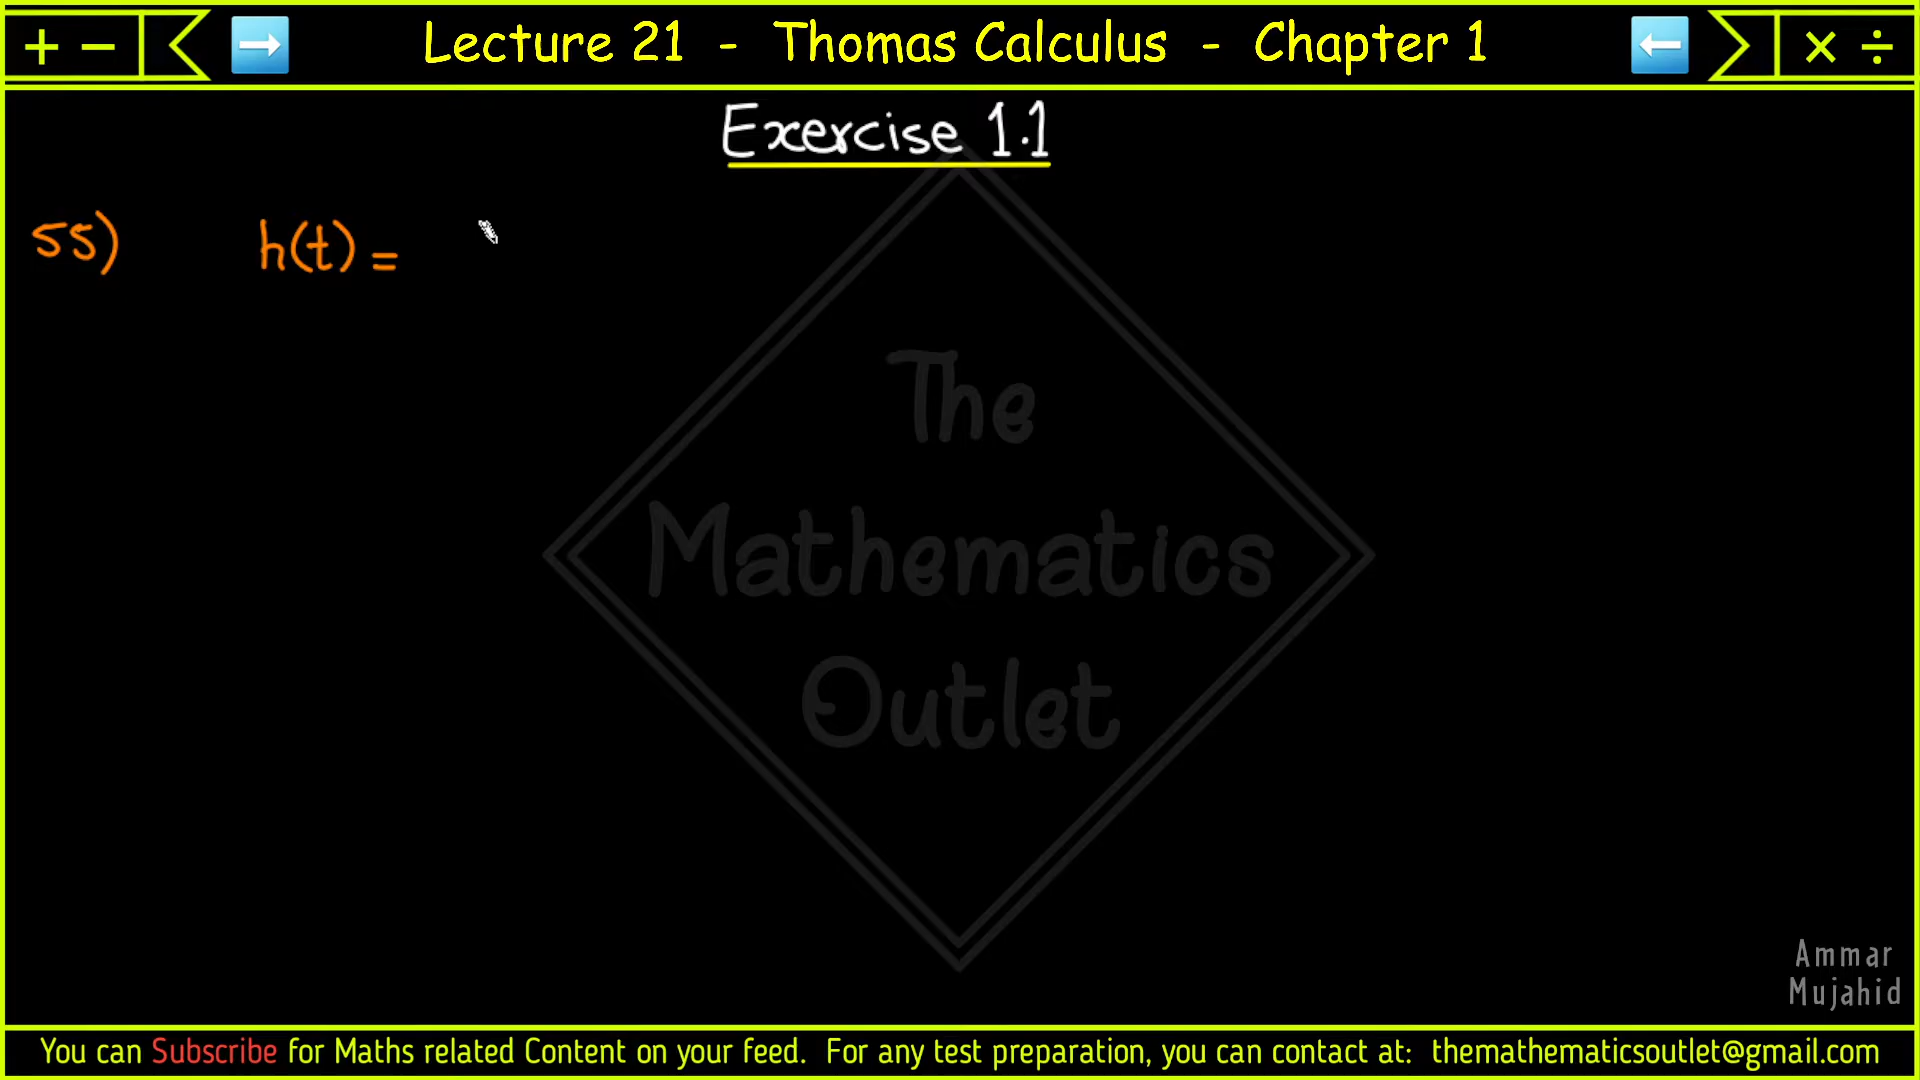 + − Lecture 21 - Thomas Calculus - Chapter 1 × ÷
Exercise 1.1
55) h(t) =
The
Mathematics
Outlet
Ammar
Mujahid
You can Subscribe for Maths related Content on your feed. For any test preparation, you can contact at: themathematicsoutlet@gmail.com